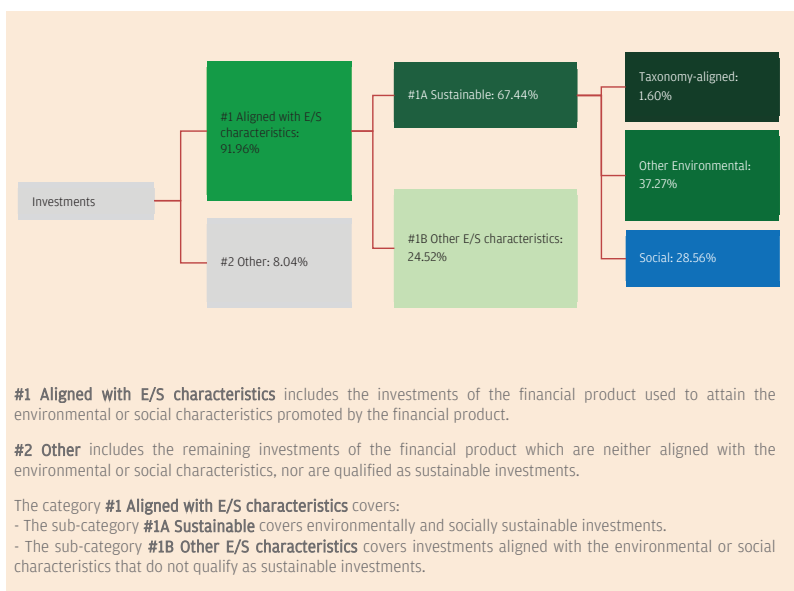 Investments
#1 Aligned with E/S
characteristics:
91.96%
#2 Other: 8.04%
#1A Sustainable: 67.44%
#1B Other E/S characteristics:
24.52%
Taxonomy-aligned:
1.60%
Other Environmental:
37.27%
Social: 28.56%
#1 Aligned with E/S characteristics includes the investments of the financial product used to attain the
environmental or social characteristics promoted by the financial product.
#2 Other includes the remaining investments of the financial product which are neither aligned with the
environmental or social characteristics, nor are qualified as sustainable investments.
The category #1 Aligned with E/S characteristics covers:
- The sub-category #1A Sustainable covers environmentally and socially sustainable investments.
- The sub-category #1B Other E/S characteristics covers investments aligned with the environmental or social
characteristics that do not qualify as sustainable investments.